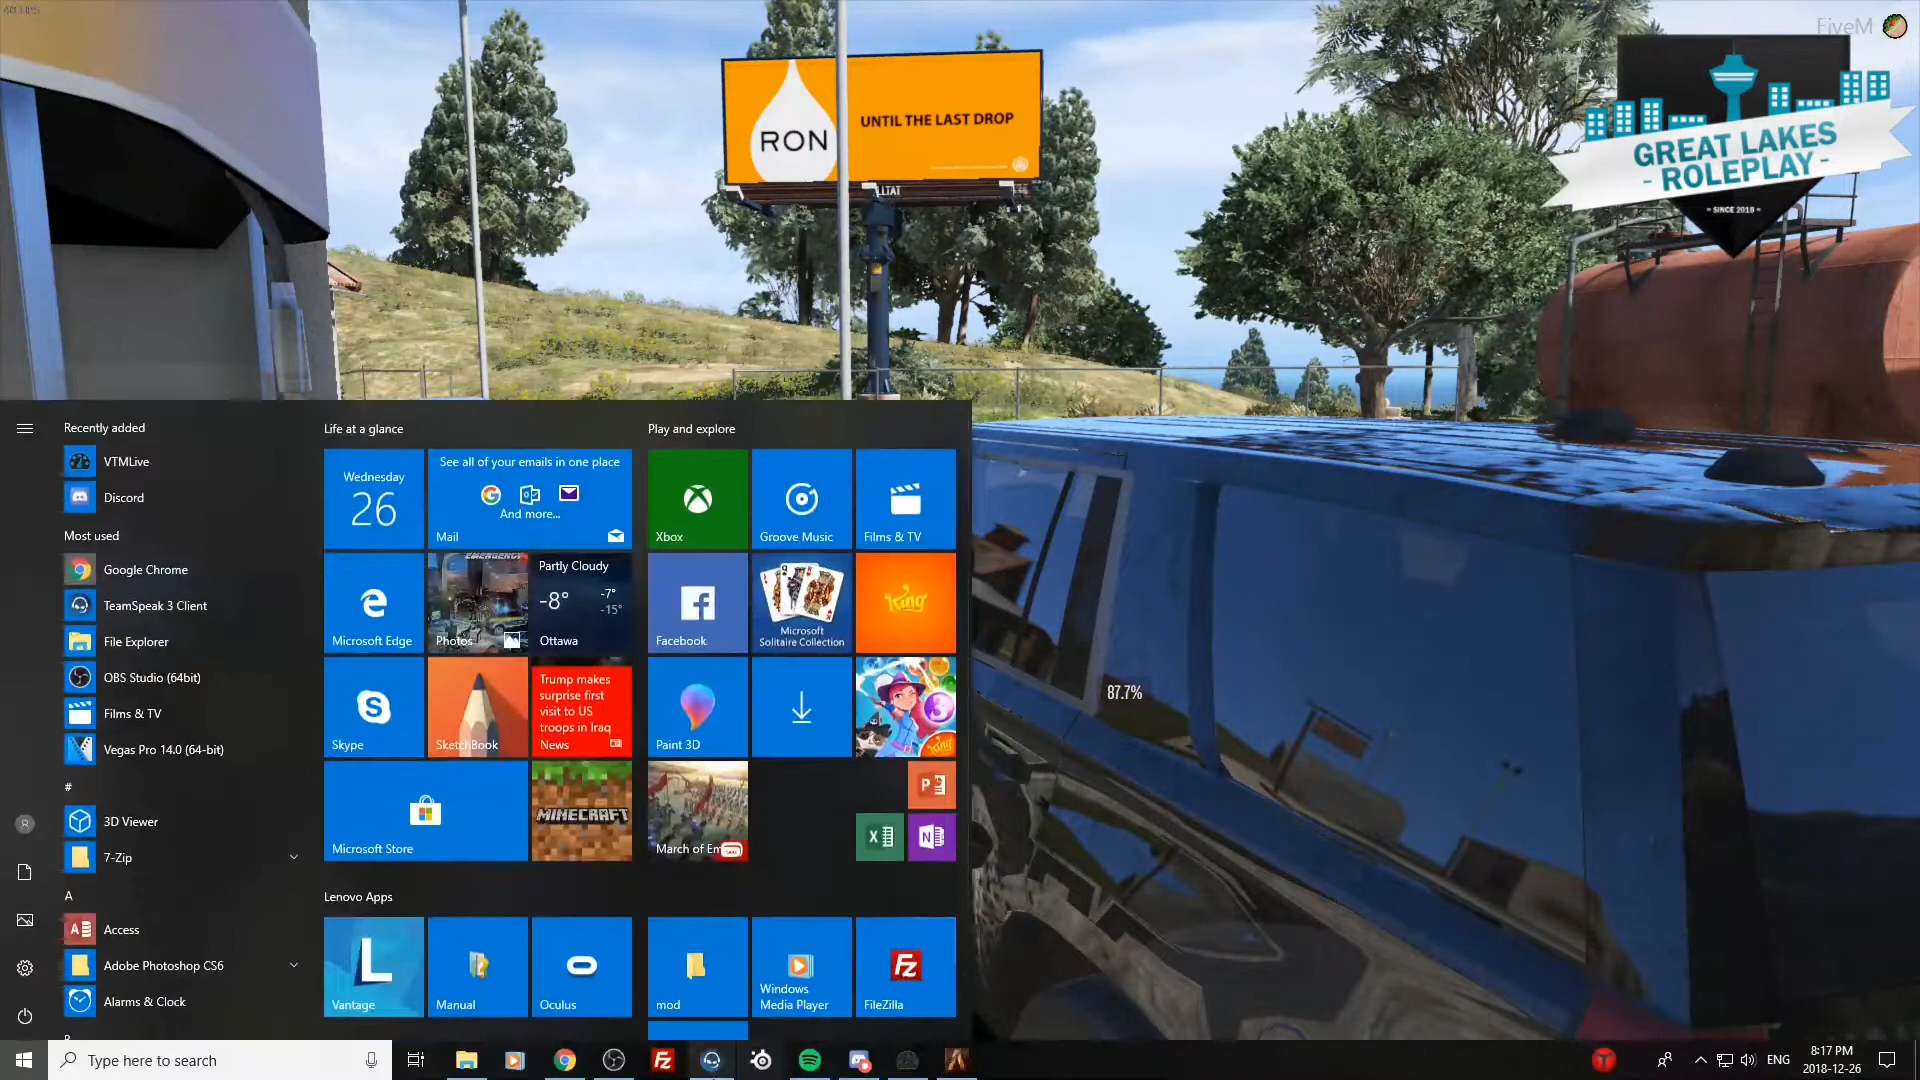 FiveM
RON
UNTIL THE LAST DROP
LLTAT
GREAT LAKES
- ROLEPLAY -
- SINCE 2018 -
87.7%
Recently added
VTMLive
Discord
Most used
Google Chrome
TeamSpeak 3 Client
File Explorer
OBS Studio (64bit)
Films & TV
Vegas Pro 14.0 (64-bit)
#
3D Viewer
7-Zip
A
Access
Adobe Photoshop CS6
Alarms & Clock
Life at a glance
Wednesday
26
See all of your emails in one place
And more...
Mail
Microsoft Edge
EMERGENCY
Photos
Partly Cloudy
-8°
-7°
-15°
Ottawa
Skype
SketchBook
Trump makes
surprise first
visit to US
troops in Iraq
News
Microsoft Store
MINECRAFT
Play and explore
Xbox
Groove Music
Films & TV
Facebook
Microsoft
Solitaire Collection
King
Paint 3D
3
King
March of Em
Lenovo Apps
L
Vantage
Manual
Oculus
mod
Windows
Media Player
FileZilla
Type here to search
ENG
8:17 PM
2018-12-26